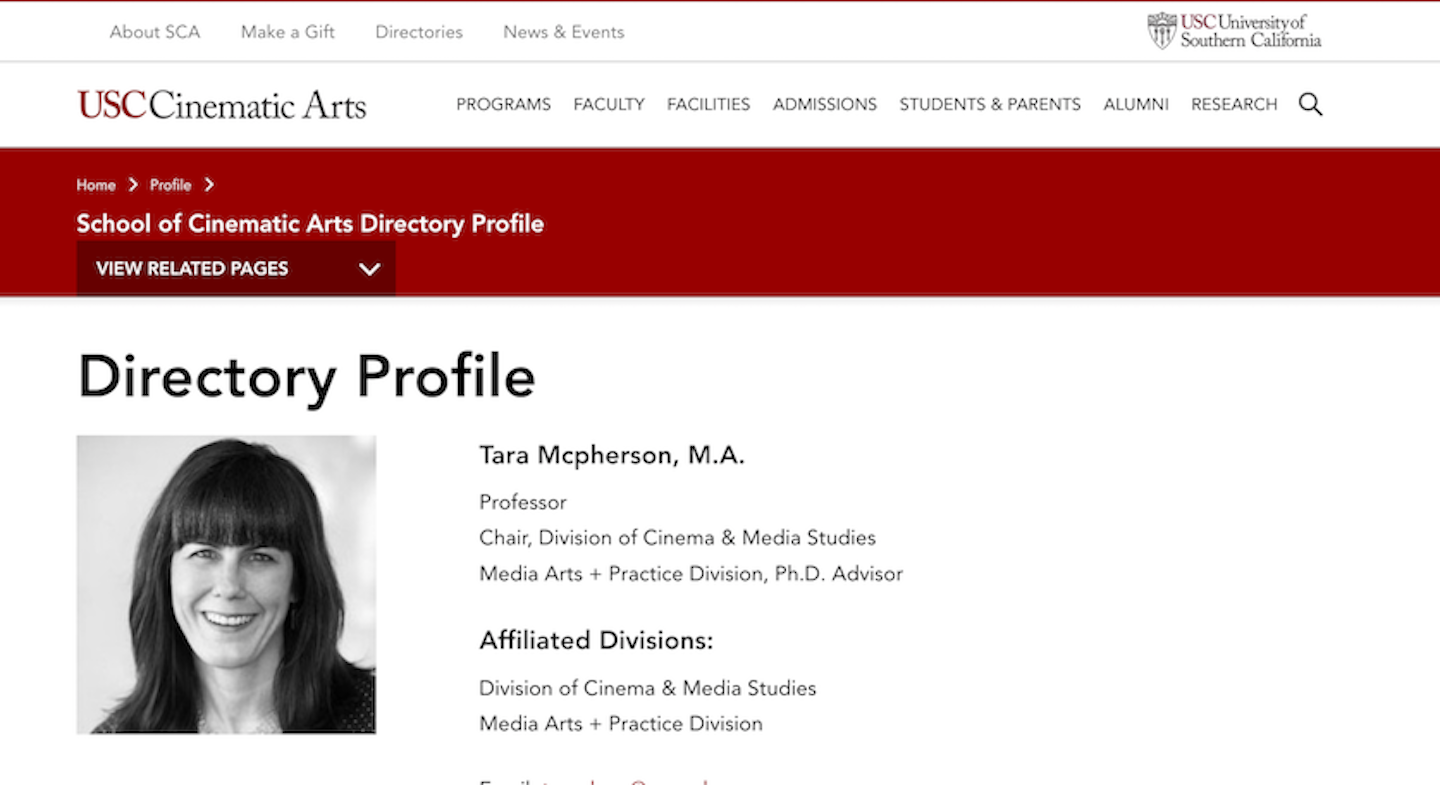 About SCA Make a Gift Directories News & Events
USC University of
Southern California
USC Cinematic Arts
PROGRAMS FACULTY FACILITIES ADMISSIONS STUDENTS & PARENTS ALUMNI RESEARCH
Home Profile
School of Cinematic Arts Directory Profile
VIEW RELATED PAGES
Directory Profile
Tara Mcpherson, M.A.
Professor
Chair, Division of Cinema & Media Studies
Media Arts + Practice Division, Ph.D. Advisor
Affiliated Divisions:
Division of Cinema & Media Studies
Media Arts + Practice Division